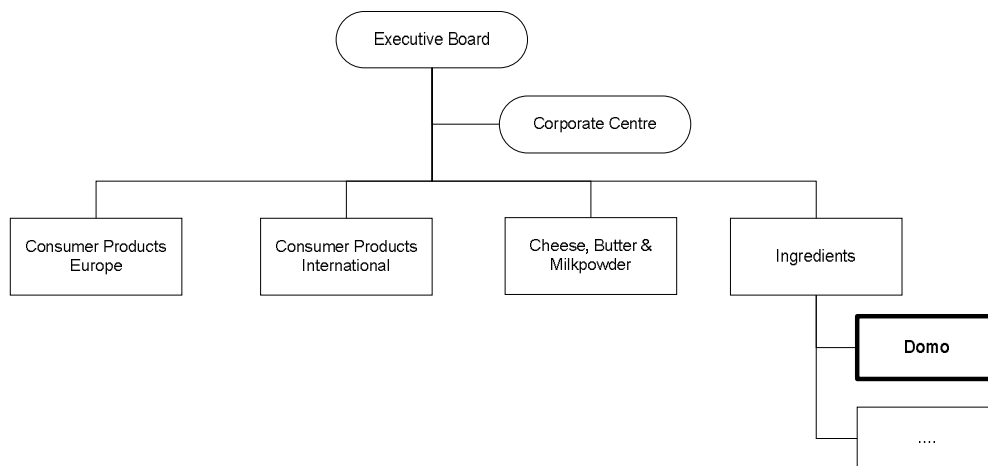 Executive Board
Corporate Centre
Consumer Products
Europe
Consumer Products
International
Cheese, Butter &
Milkpowder
Ingredients
Domo
....